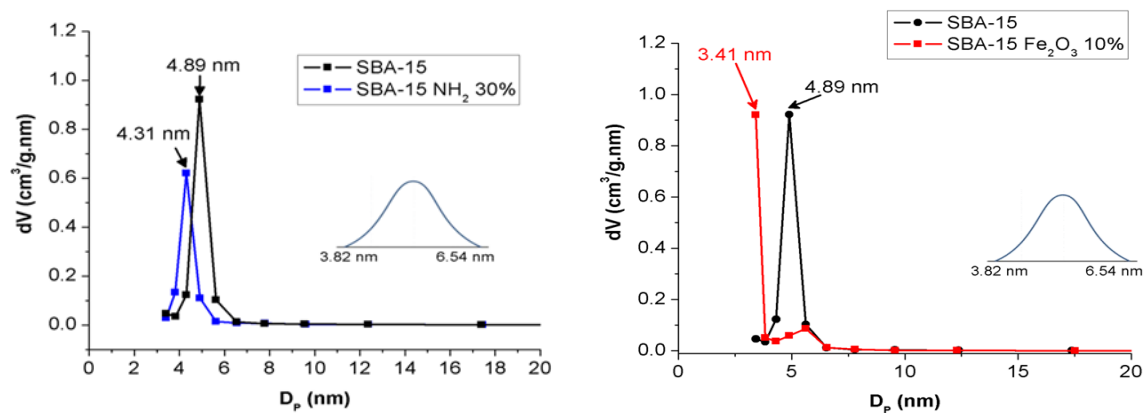 1.2
1.0
0.8
0.6
0.4
0.2
0.0
dV (cm³/g.nm)
4.89 nm
4.31 nm
SBA-15
SBA-15 NH₂ 30%
3.82 nm
6.54 nm
0 2 4 6 8 10 12 14 16 18 20
Dₚ (nm)
1.2
1.0
0.8
0.6
0.4
0.2
0.0
dV (cm³/g.nm)
SBA-15
SBA-15 Fe₂O₃ 10%
3.41 nm
4.89 nm
3.82 nm
6.54 nm
0 5 10 15 20
Dₚ (nm)